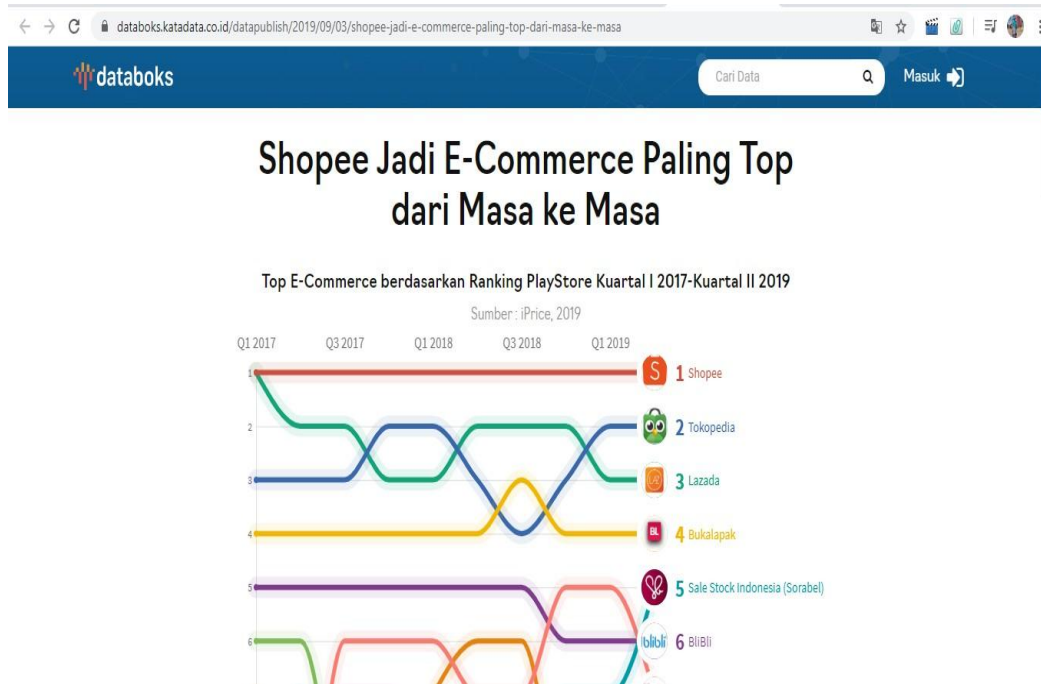 databoks.katadata.co.id/datapublish/2019/09/03/shopee-jadi-e-commerce-paling-top-dari-masa-ke-masa
databoks
Cari Data
Masuk
Shopee Jadi E-Commerce Paling Top
dari Masa ke Masa
Top E-Commerce berdasarkan Ranking PlayStore Kuartal I 2017-Kuartal II 2019
Sumber : iPrice, 2019
Q1 2017 Q3 2017 Q1 2018 Q3 2018 Q1 2019
1 S 1 Shopee
2 2 Tokopedia
3 3 Lazada
4 BL 4 Bukalapak
5 5 Sale Stock Indonesia (Sorabel)
6 blibli 6 BliBli